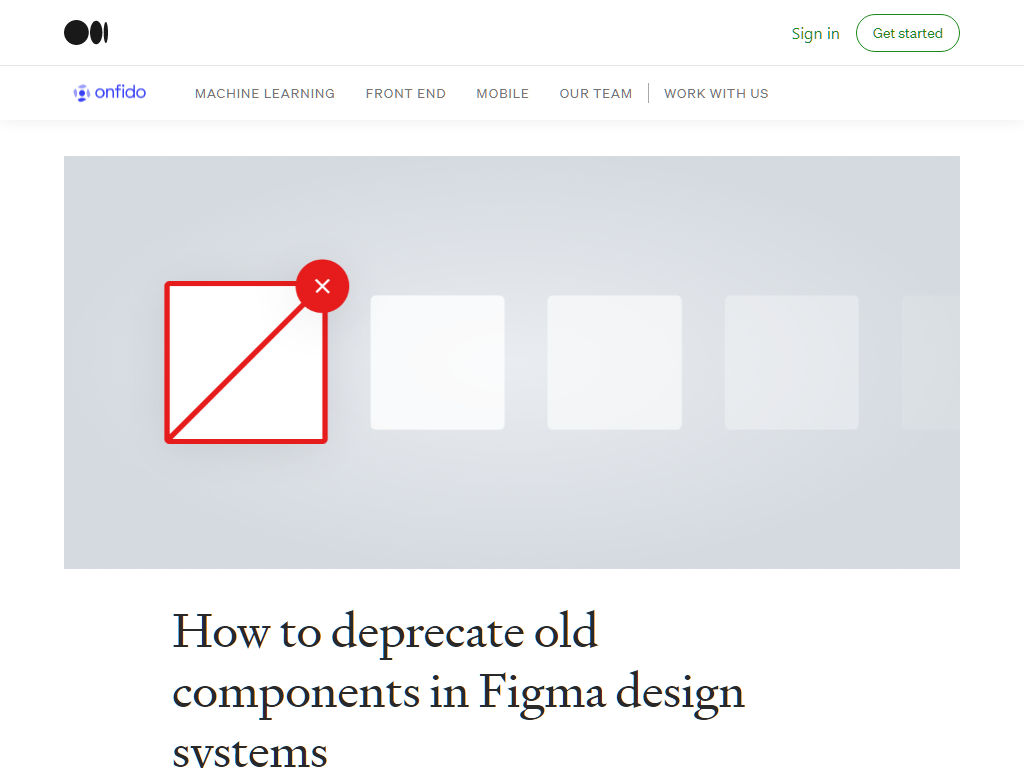 Sign in
Get started
onfido
MACHINE LEARNING
FRONT END
MOBILE
OUR TEAM
WORK WITH US
How to deprecate old
components in Figma design
systems